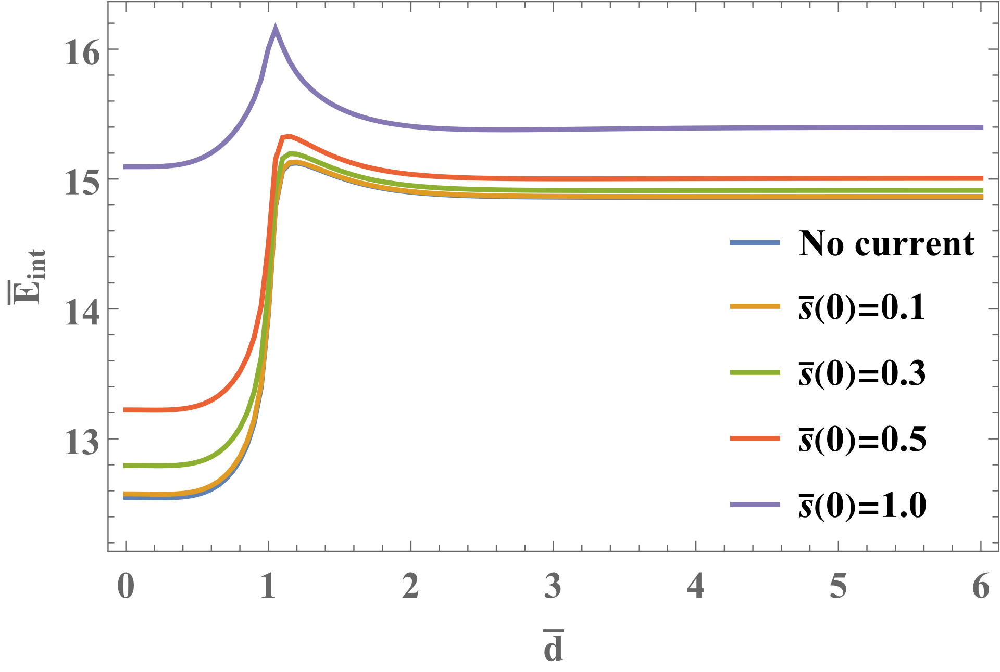 16
15
14
13
E̅int
No current
s̅(0)=0.1
s̅(0)=0.3
s̅(0)=0.5
s̅(0)=1.0
0 1 2 3 4 5 6
d̅